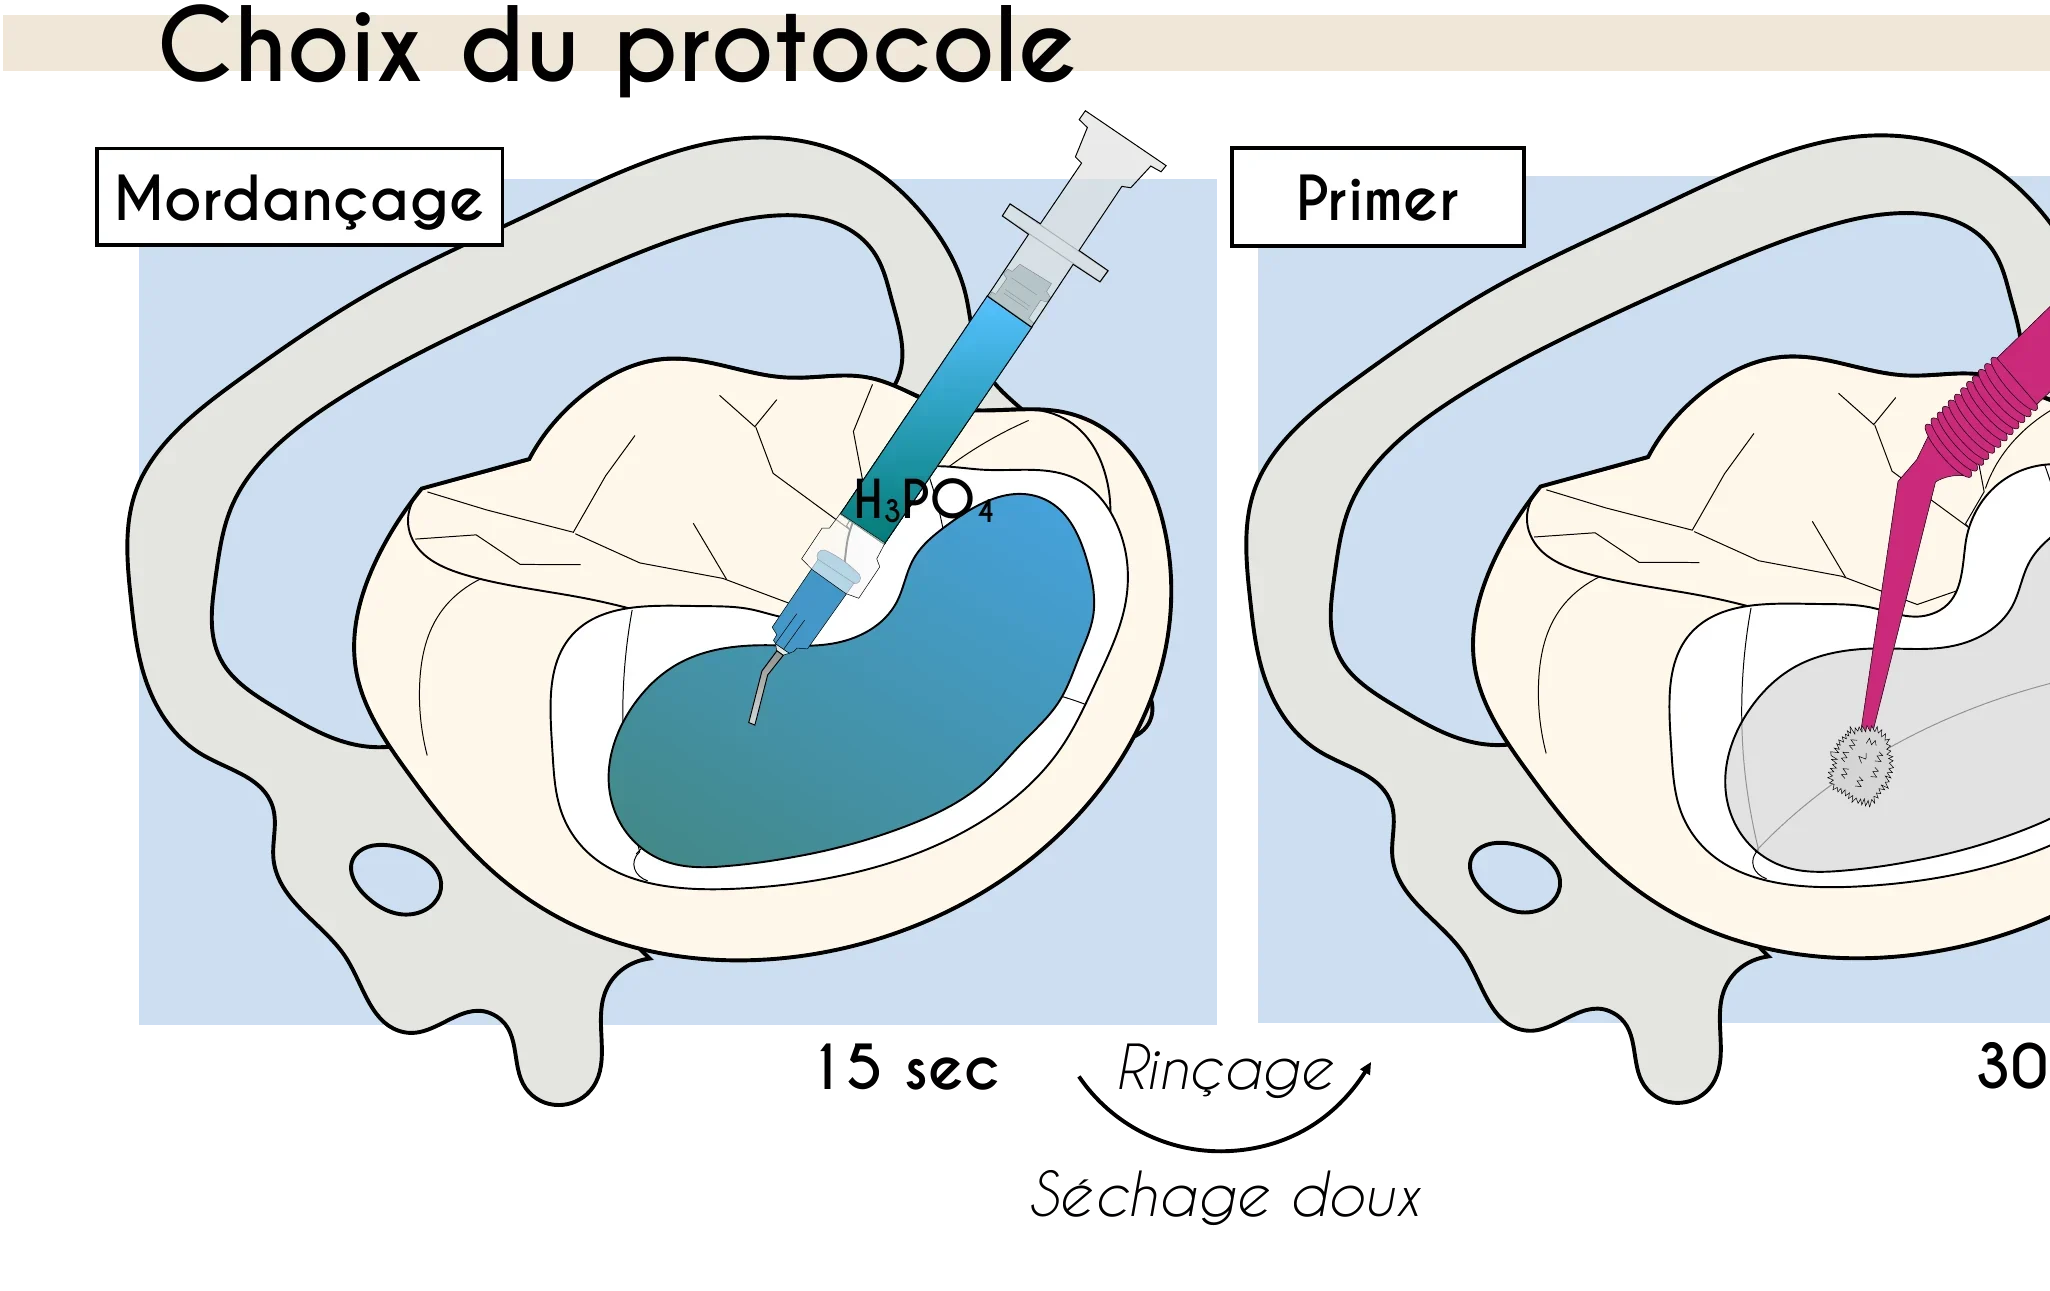 Choix du protocole
Mordançage
Primer
H₃PO₄
15 sec
Rinçage
30
Séchage doux